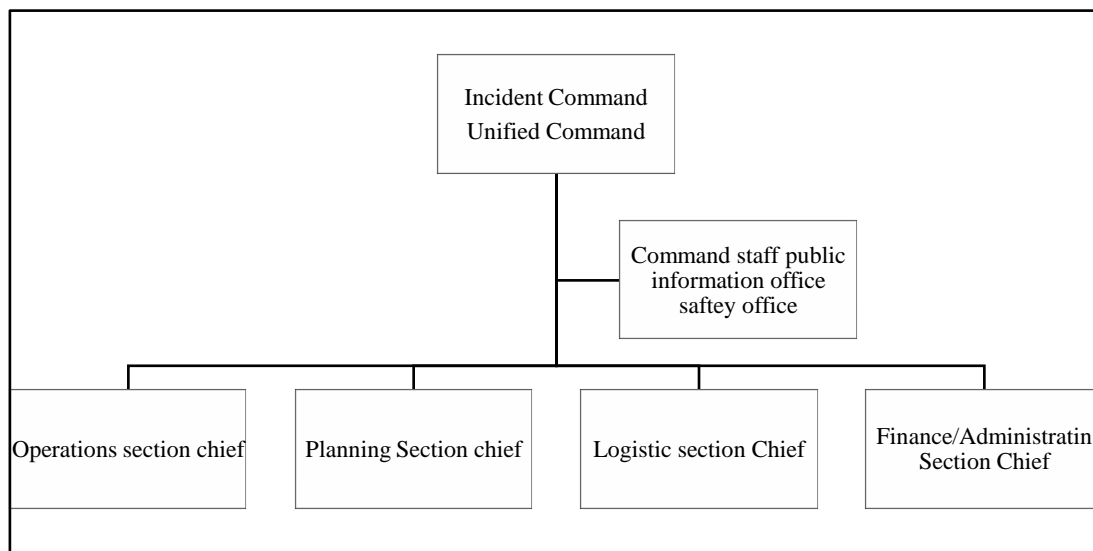 Incident Command
Unified Command
Command staff public
information office
saftey office
Operations section chief
Planning Section chief
Logistic section Chief
Finance/Administratin
Section Chief